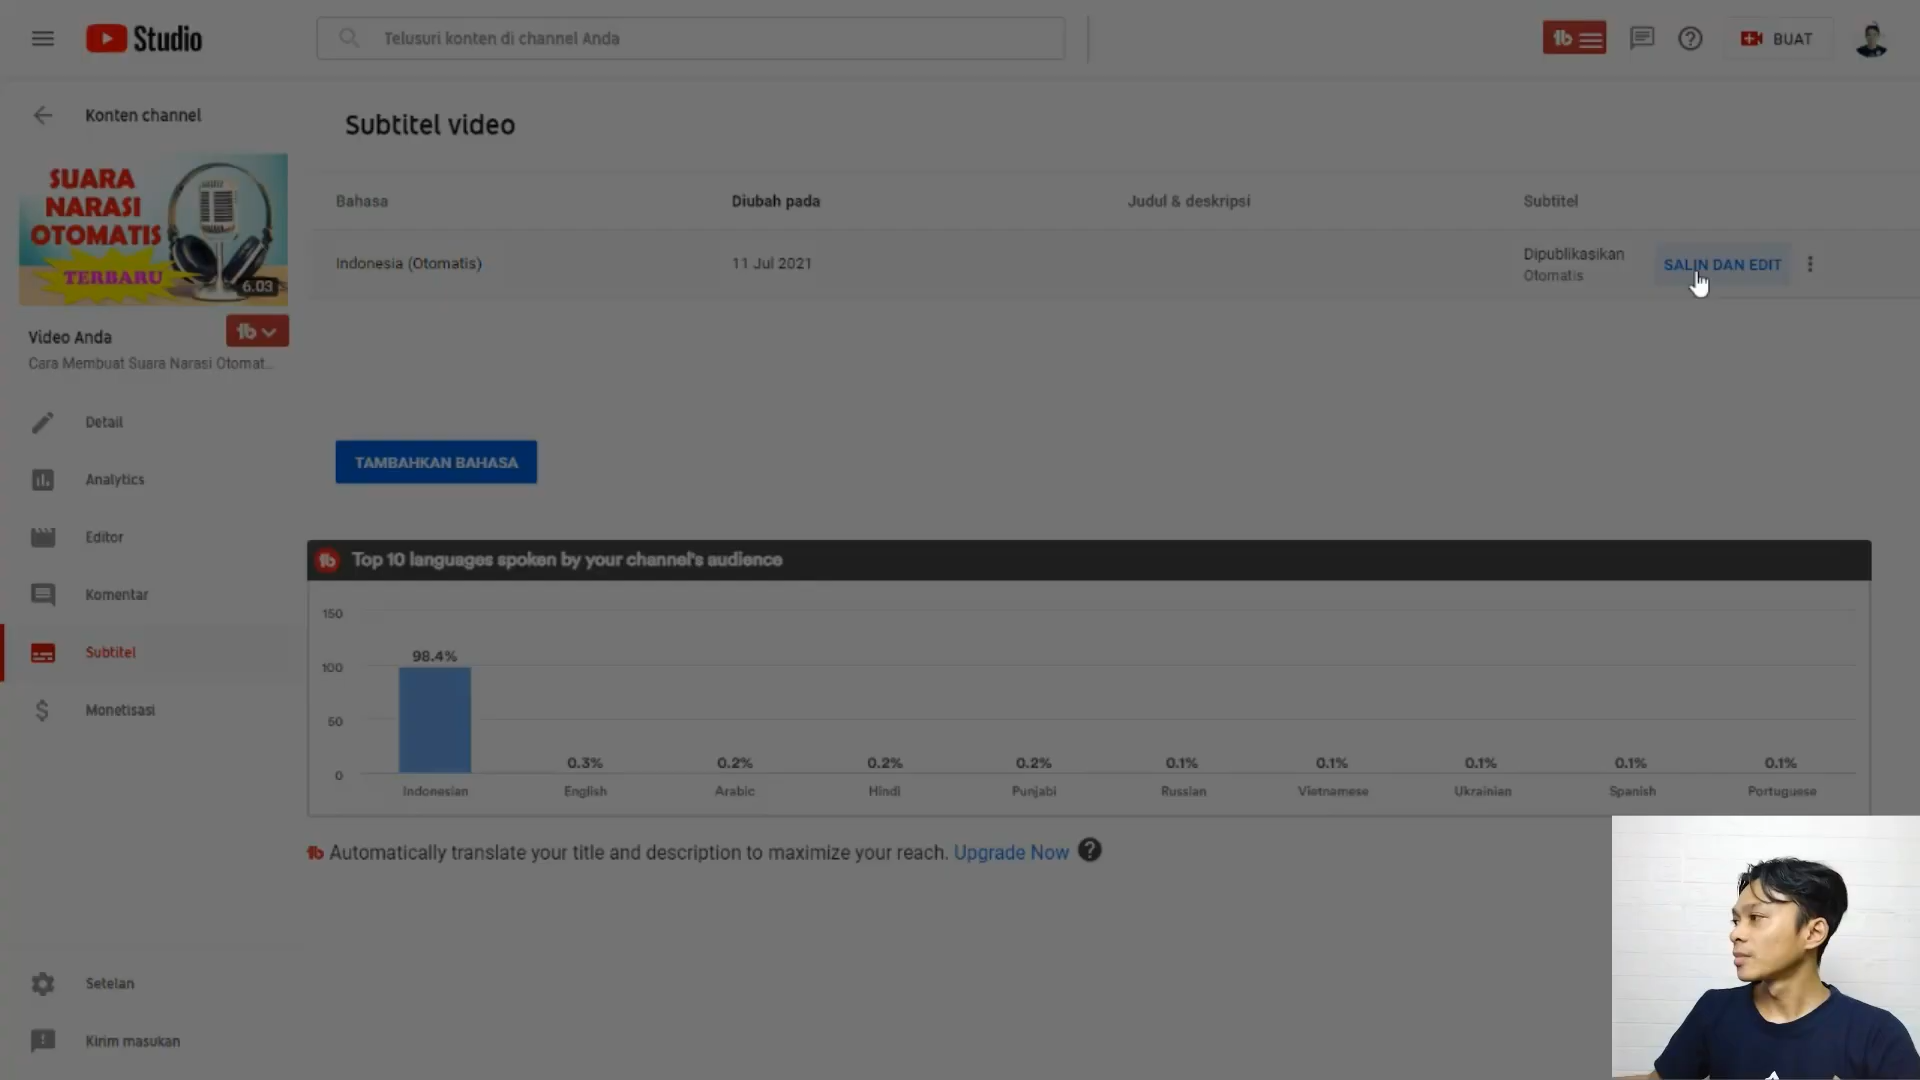 Studio
Telusuri konten di channel Anda
BUAT
Konten channel
SUARA
NARASI
OTOMATIS
TERBARU
6.03
Video Anda
Cara Membuat Suara Narasi Otomat...
Detail
Analytics
Editor
Komentar
Subtitel
Monetisasi
Setelan
Kirim masukan
Subtitel video
Bahasa Diubah pada Judul & deskripsi Subtitel
Indonesia (Otomatis) 11 Jul 2021 Dipublikasikan
Otomatis
SALIN DAN EDIT
TAMBAHKAN BAHASA
Top 10 languages spoken by your channel's audience
150
100
50
0
98.4% 0.3% 0.2% 0.2% 0.2% 0.1% 0.1% 0.1% 0.1% 0.1%
Indonesian English Arabic Hindi Punjabi Russian Vietnamese Ukrainian Spanish Portuguese
Automatically translate your title and description to maximize your reach. Upgrade Now